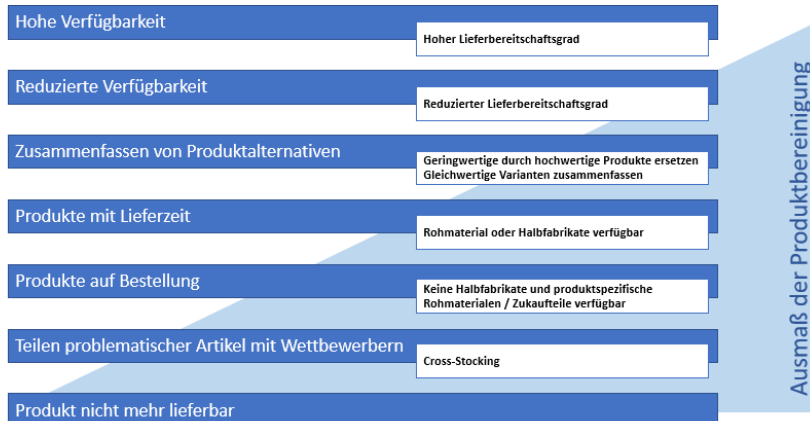 Hohe Verfügbarkeit
Hoher Lieferbereitschaftsgrad
Reduzierte Verfügbarkeit
Reduzierter Lieferbereitschaftsgrad
Zusammenfassen von Produktalternativen
Geringwertige durch hochwertige Produkte ersetzen
Gleichwertige Varianten zusammenfassen
Produkte mit Lieferzeit
Rohmaterial oder Halbfabrikate verfügbar
Produkte auf Bestellung
Keine Halbfabrikate und produktspezifische
Rohmaterialen / Zukaufteile verfügbar
Teilen problematischer Artikel mit Wettbewerbern
Cross-Stocking
Produkt nicht mehr lieferbar
Ausmaß der Produktbereinigung